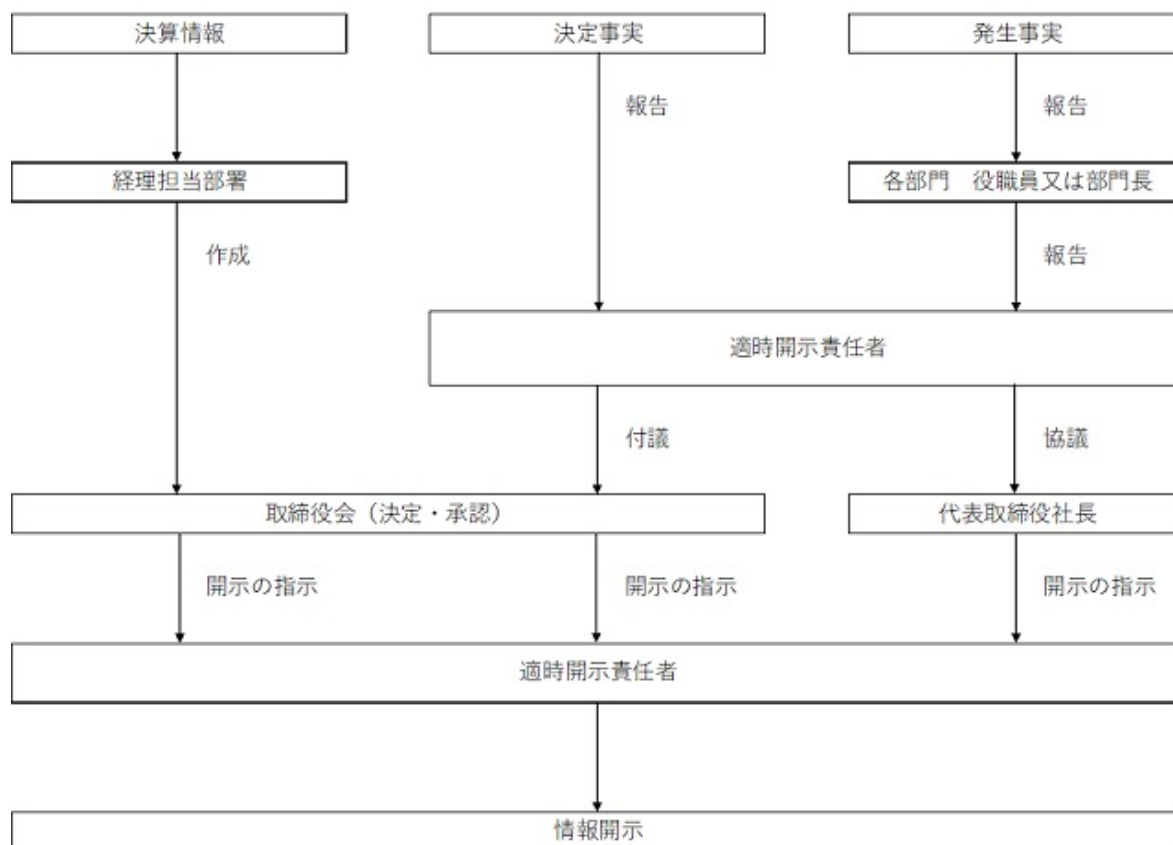 決算情報
決定事実
発生事実
報告
報告
経理担当部署
各部門　役職員又は部門長
作成
報告
適時開示責任者
付議
協議
取締役会（決定・承認）
代表取締役社長
開示の指示
開示の指示
開示の指示
適時開示責任者
情報開示